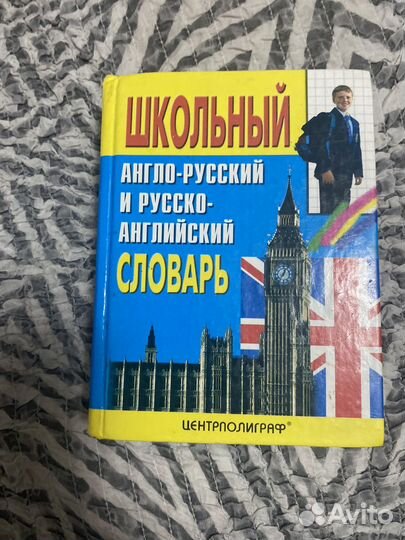 ШКОЛЬНЫЙ
АНГЛО-РУССКИЙ
И РУССКО-
АНГЛИЙСКИЙ
СЛОВАРЬ
ЦЕНТРПОЛИГРАФ®
Avito